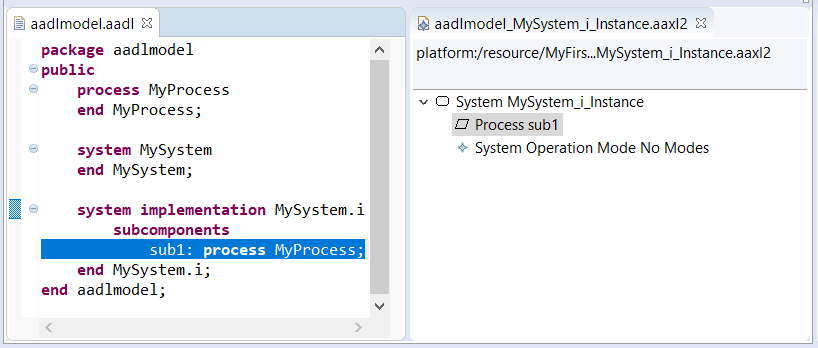 aadlmodel.aadl
package aadlmodel
public
process MyProcess
end MyProcess;
system MySystem
end MySystem;
system implementation MySystem.i
subcomponents
sub1: process MyProcess;
end MySystem.i;
end aadlmodel;
aadlmodel_MySystem_i_Instance.aaxl2
platform:/resource/MyFirs...MySystem_i_Instance.aaxl2
System MySystem_i_Instance
Process sub1
System Operation Mode No Modes